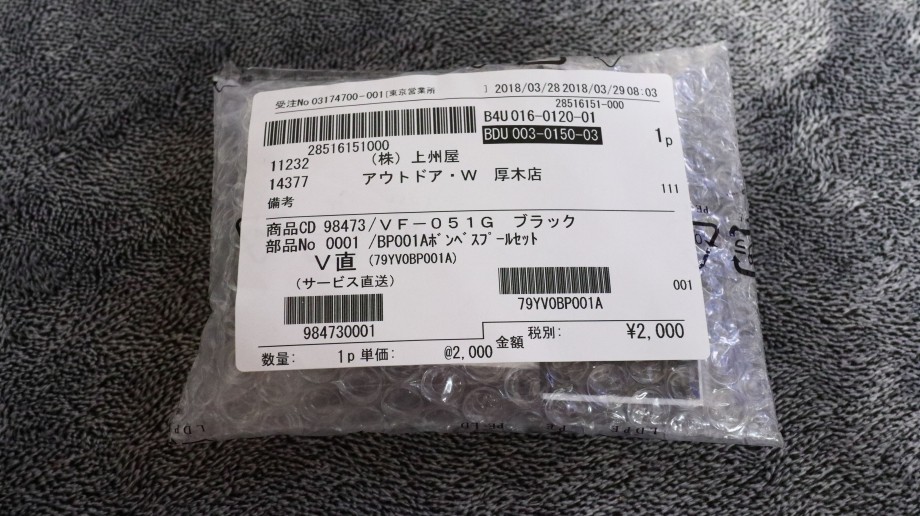 受注No 03174700-001[東京営業所 ] 2018/03/28 2018/03/29 08:03
28516151-000
B4U 016-0120-01
BDU 003-0150-03 1p
28516151000
11232 (株)上州屋
14377 アウトドア・W 厚木店
備考 111
商品CD 98473/VF-051G ブラック
部品No 0001 /BP001Aボンベスプールセット
V直 (79YV0BP001A)
(サービス直送) 001
984730001 79YV0BP001A
数量: 1p 単価: @2,000 金額 税別: ¥2,000
LDPE